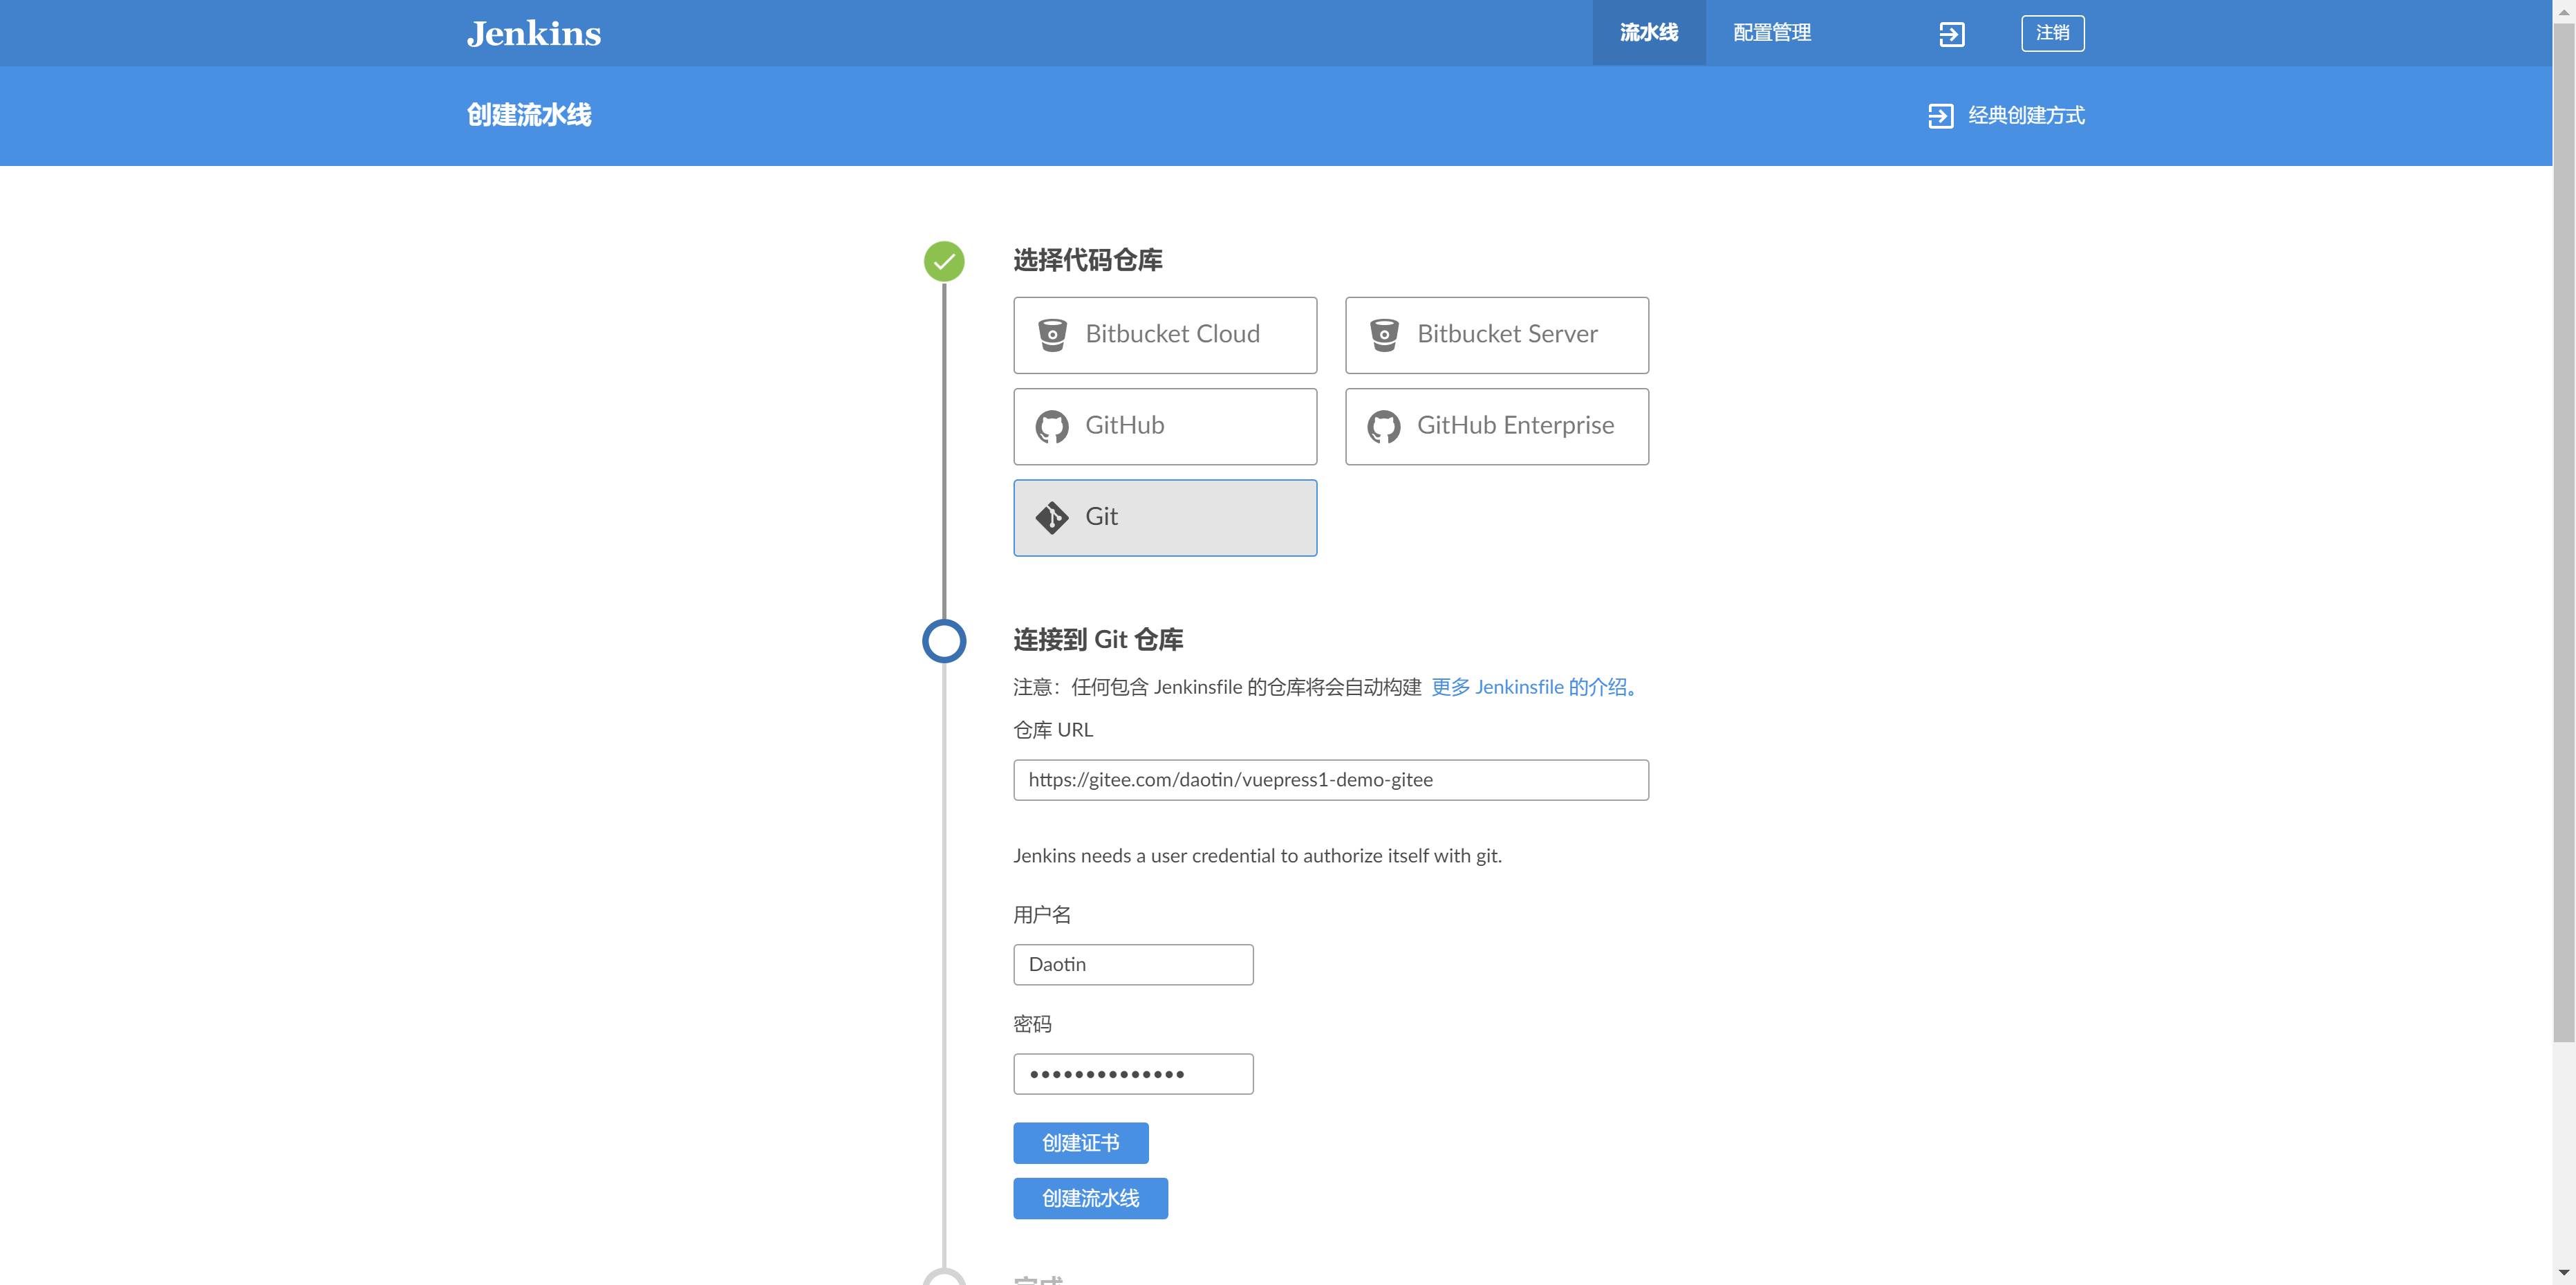 Jenkins
流水线
配置管理
注销
创建流水线
经典创建方式
选择代码仓库
Bitbucket Cloud
Bitbucket Server
GitHub
GitHub Enterprise
Git
连接到 Git 仓库
注意：任何包含 Jenkinsfile 的仓库将会自动构建 更多 Jenkinsfile 的介绍。
仓库 URL
https://gitee.com/daotin/vuepress1-demo-gitee
Jenkins needs a user credential to authorize itself with git.
用户名
Daotin
密码
••••••••••••••
创建证书
创建流水线
完成